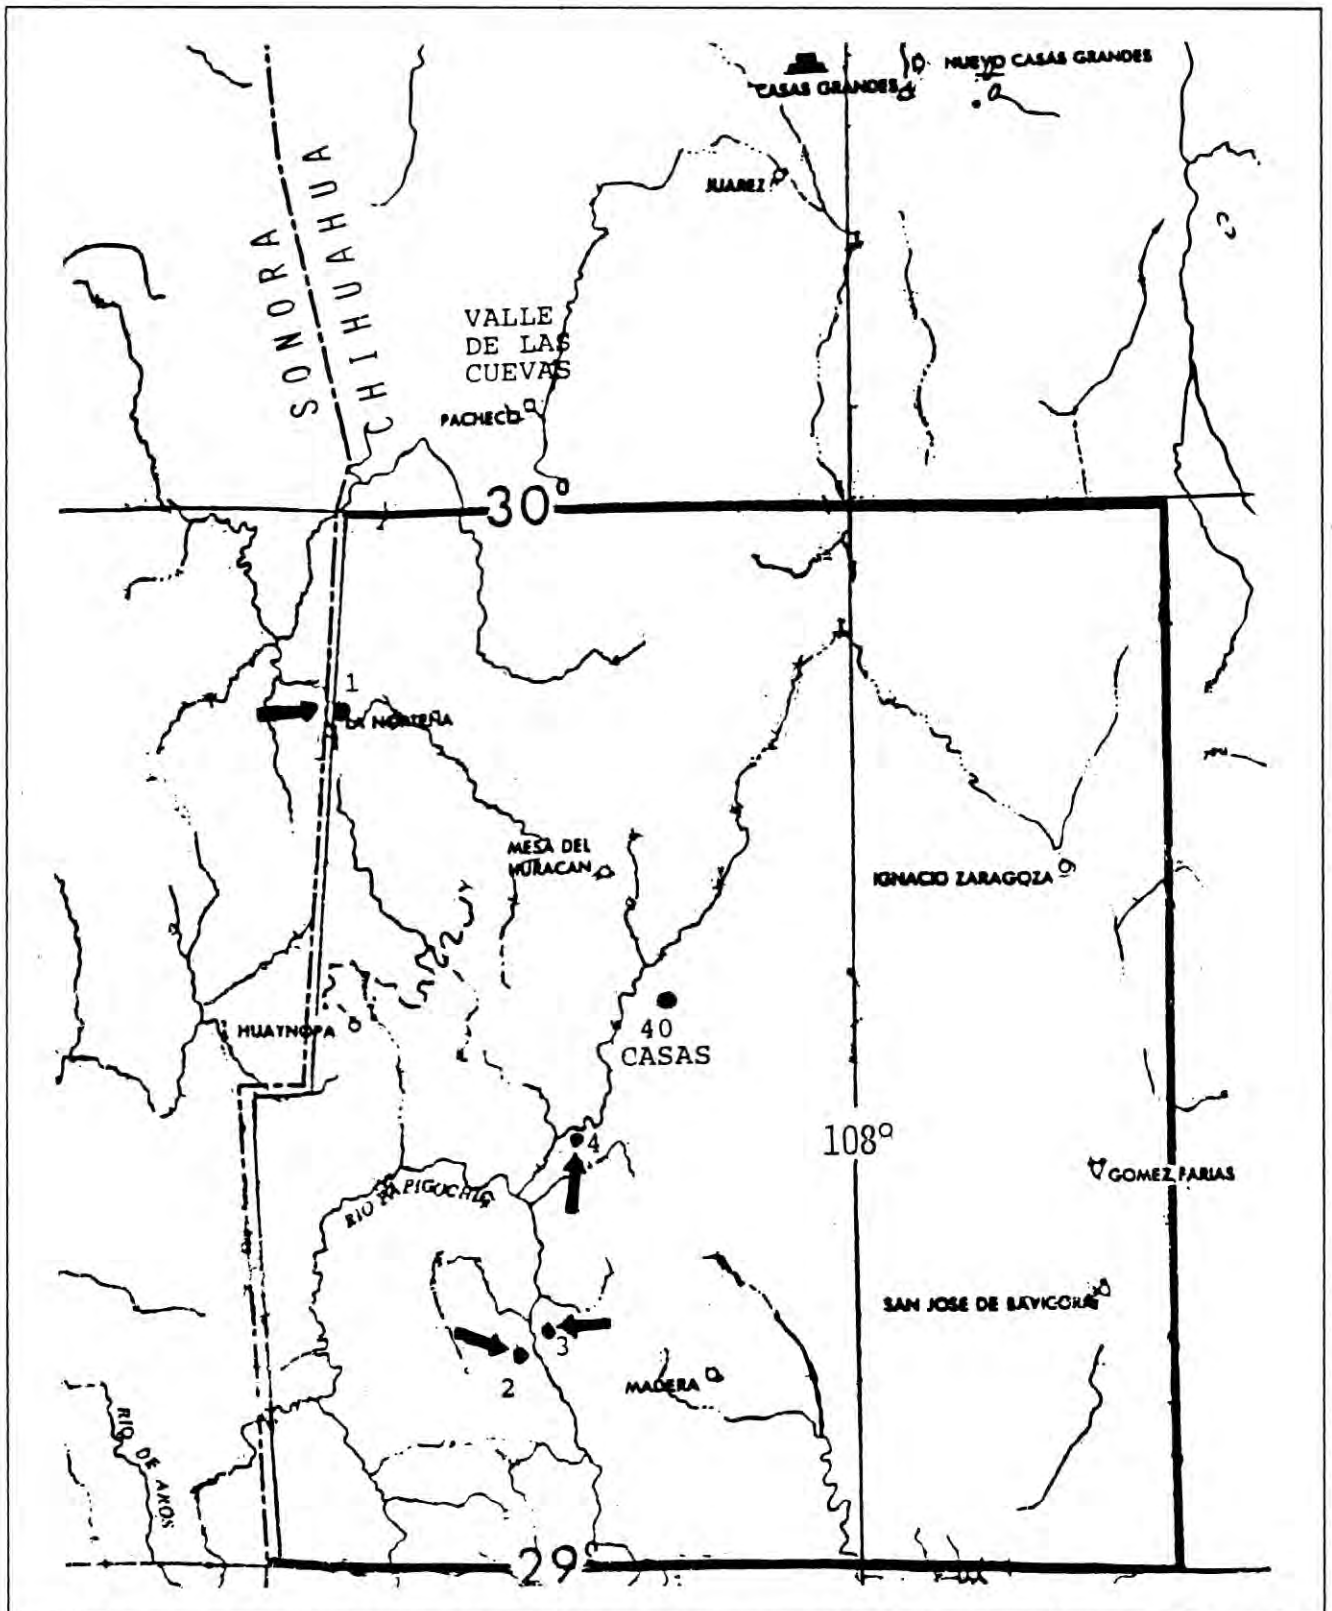 NUEVO CASAS GRANDES
CASAS GRANDES
JUAREZ
SONORA
CHIHUAHUA
VALLE
DE LAS
CUEVAS
PACHECO
30°
1
LA NORTEÑA
MESA DEL
HURACAN
IGNACIO ZARAGOZA
HUAYNOPA
40
CASAS
108°
4
GOMEZ FARIAS
RIO PAPIGOCHIC
SAN JOSE DE BAVICORA
3
2
MADERA
RIO DE AROS
29°